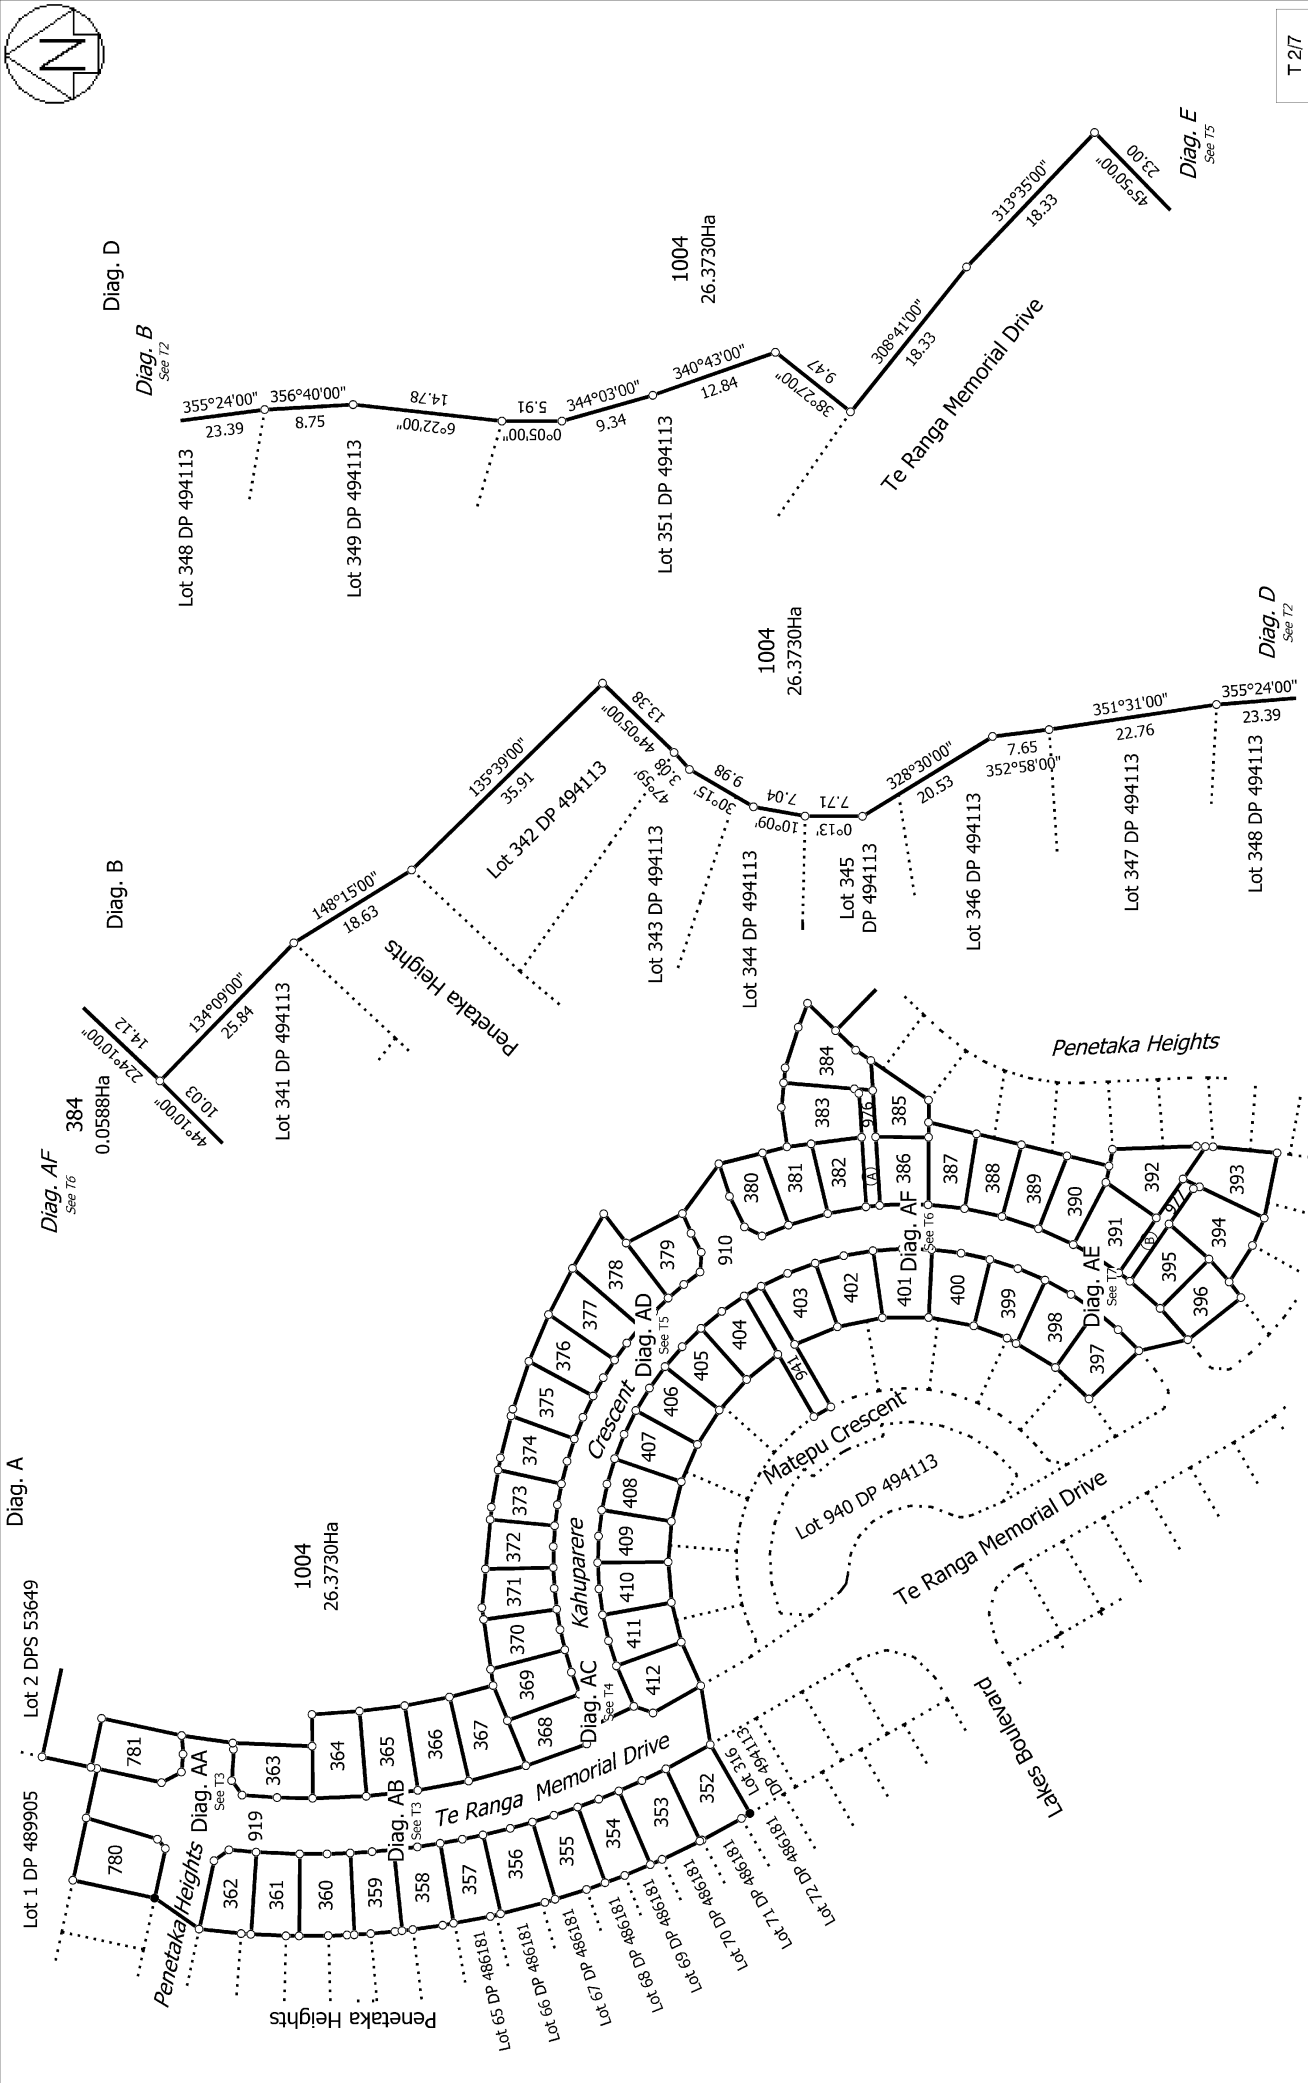 N
T 2/7
Diag. A
Lot 1 DP 489905
Lot 2 DPS 53649
1004
26.3730Ha
780
781
Diag. AA
See T3
Penetaka Heights
919
362
361
360
359
358
357
356
355
354
353
352
363
364
365
366
367
368
369
370
371
372
373
374
375
376
377
378
379
910
380
381
382
383
384
976
(A)
385
386
387
388
389
390
391
392
393
394
395
396
977
(B)
397
398
399
400
401
402
403
404
405
406
407
408
409
410
411
412
941
Diag. AB
See T3
Diag. AC
See T4
Diag. AD
See T5
Diag. AF
See T6
Diag. AE
See T7
Te Ranga Memorial Drive
Kahuparere Crescent
Matepu Crescent
Lot 940 DP 494113
Te Ranga Memorial Drive
Lakes Boulevard
Penetaka Heights
Penetaka Heights
Lot 65 DP 486181
Lot 66 DP 486181
Lot 67 DP 486181
Lot 68 DP 486181
Lot 69 DP 486181
Lot 70 DP 486181
Lot 71 DP 486181
Lot 72 DP 486181
Lot 316
DP 494113
Diag. B
Diag. AF
See T6
384
0.0588Ha
224°10'00"
14.12
44°10'00"
10.03
134°09'00"
25.84
Lot 341 DP 494113
148°15'00"
18.63
Penetaka Heights
135°39'00"
35.91
Lot 342 DP 494113
44°05'00"
13.38
47°59'
3.08
Lot 343 DP 494113
30°15'
9.98
Lot 344 DP 494113
10°09'
7.04
0°13'
7.71
Lot 345
DP 494113
1004
26.3730Ha
328°30'00"
20.53
Lot 346 DP 494113
7.65
352°58'00"
351°31'00"
22.76
Lot 347 DP 494113
355°24'00"
23.39
Lot 348 DP 494113
Diag. D
See T2
Diag. D
Diag. B
See T2
355°24'00"
23.39
Lot 348 DP 494113
356°40'00"
8.75
Lot 349 DP 494113
14.78
6°22'00"
5.91
0°05'00"
344°03'00"
9.34
Lot 351 DP 494113
340°43'00"
12.84
1004
26.3730Ha
9.47
38°27'00"
308°41'00"
18.33
Te Ranga Memorial Drive
313°35'00"
18.33
45°50'00"
23.00
Diag. E
See T5